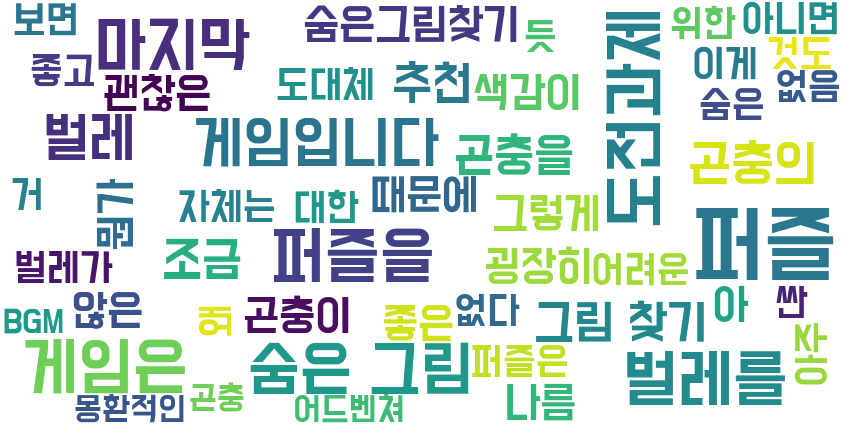 보면
마지막
숨은그림찾기
듯
위한
아니면
좋고
괜찮은
도대체
추천
색감이
도전과제
이게
것도
숨은
없음
벌레
게임입니다
곤충을
곤충의
거
뭔가
자체는
대한
때문에
그렇게
퍼즐
벌레가
조금
퍼즐을
굉장히
어려운
BGM
않은
곤충이
좋은
없다
그림 찾기
아
싼
게임은
숨은 그림
퍼즐은
벌레를
몽환적인
곤충
어드벤쳐
나름